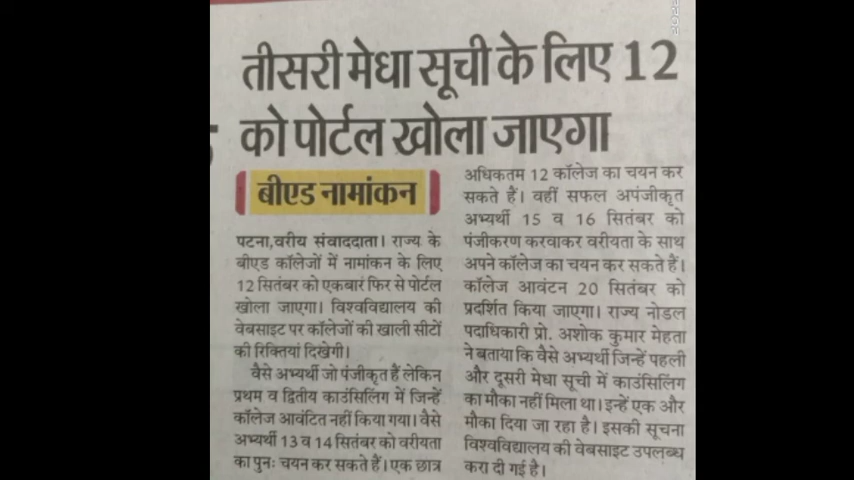 तीसरी मेधा सूची के लिए 12
को पोर्टल खोला जाएगा
बीएड नामांकन
पटना, वरीय संवाददाता। राज्य के
बीएड कॉलेजों में नामांकन के लिए
12 सितंबर को एकबार फिर से पोर्टल
खोला जाएगा। विश्वविद्यालय की
वेबसाइट पर कॉलेजों की खाली सीटों
की रिक्तियां दिखेगी।
वैसे अभ्यर्थी जो पंजीकृत हैं लेकिन
प्रथम व द्वितीय काउंसिलिंग में जिन्हें
कॉलेज आवंटित नहीं किया गया। वैसे
अभ्यर्थी 13 व 14 सितंबर को वरीयता
का पुनः चयन कर सकते हैं। एक छात्र
अधिकतम 12 कॉलेज का चयन कर
सकते हैं। वहीं सफल अपंजीकृत
अभ्यर्थी 15 व 16 सितंबर को
पंजीकरण करवाकर वरीयता के साथ
अपने कॉलेज का चयन कर सकते हैं।
कॉलेज आवंटन 20 सितंबर को
प्रदर्शित किया जाएगा। राज्य नोडल
पदाधिकारी प्रो. अशोक कुमार मेहता
ने बताया कि वैसे अभ्यर्थी जिन्हें पहली
और दूसरी मेधा सूची में काउंसिलिंग
का मौका नहीं मिला था। इन्हें एक और
मौका दिया जा रहा है। इसकी सूचना
विश्वविद्यालय की वेबसाइट उपलब्ध
करा दी गई है।